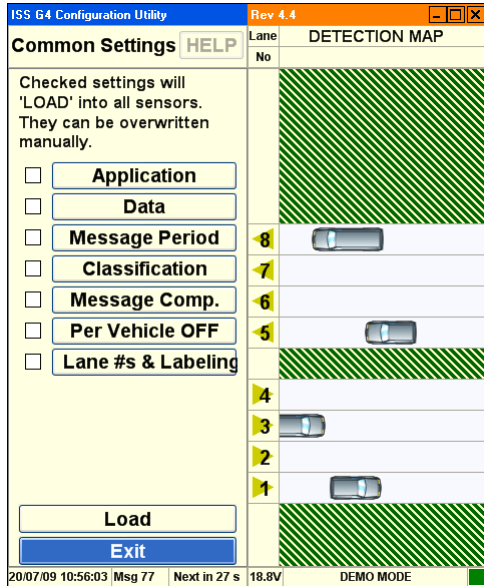 ISS G4 Configuration Utility Rev 4.4
Common Settings HELP
Lane No
DETECTION MAP
Checked settings will
'LOAD' into all sensors.
They can be overwritten
manually.
Application
Data
Message Period
Classification
Message Comp.
Per Vehicle OFF
Lane #s & Labeling
8
7
6
5
4
3
2
1
Load
Exit
20/07/09 10:56:03 Msg 77 Next in 27 s 18.8V DEMO MODE